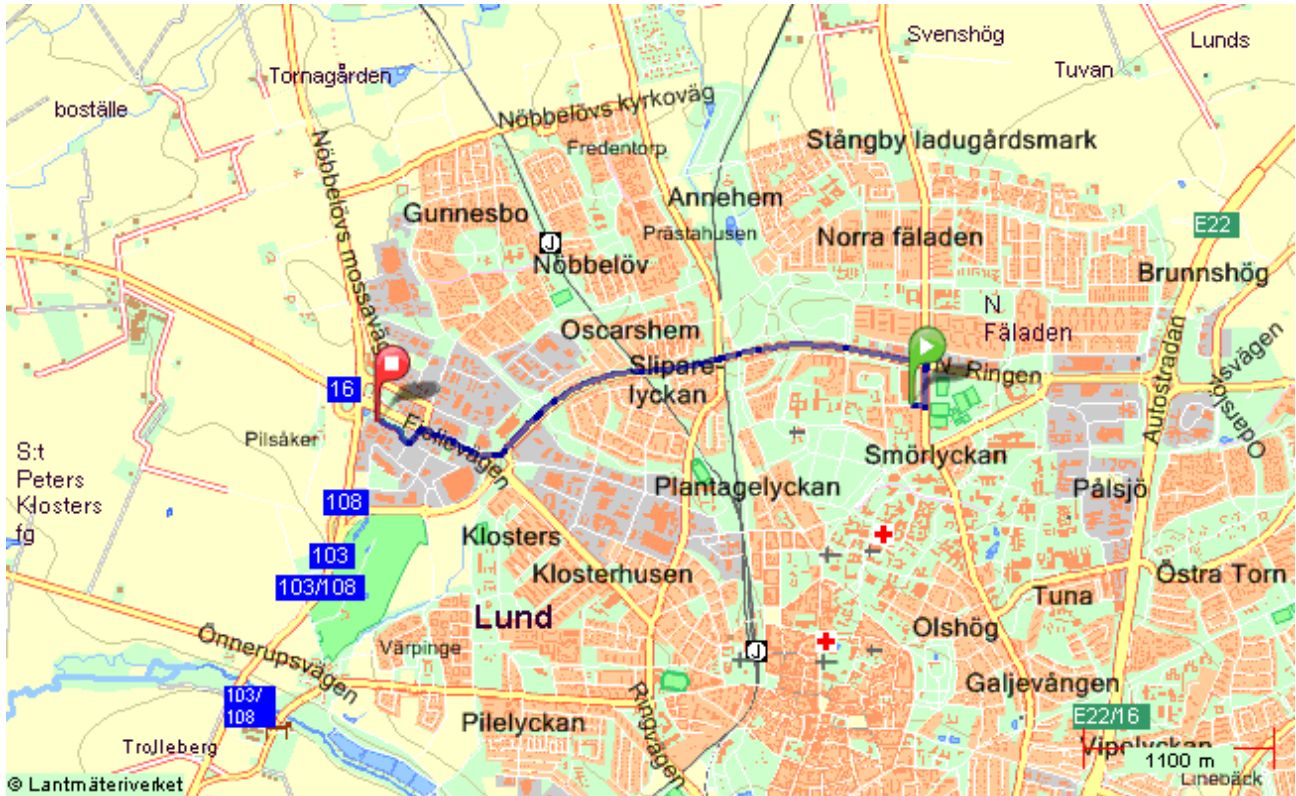 Svenshög
Lunds
Tornagården
Tuvan
boställe
Nöbbelövs kyrkoväg
Fredentorp
Stångby ladugårdsmark
Nöbbelövs mossaväg
Annehem
Gunnesbo
Prästahusen
Norra fäladen
E22
Nöbbelöv
Brunnshög
Oscarshem
N.
Fäladen
Slipare-
lyckan
N. Ringen
Autostradan
Odarslövsvägen
16
Fjelievägen
Pilsåker
S:t
Peters
Klosters
fg
Smörlyckan
Plantagelyckan
Pålsjö
108
Klosters
103
103/108
Klosterhusen
Östra Torn
Tuna
Lund
Olshög
Önnerupsvägen
Värpinge
J
J
Galjevången
103/
108
Ringvägen
Pilelyckan
E22/16
Trolleberg
Vipelyckan
1100 m
Linebäck
© Lantmäteriverket